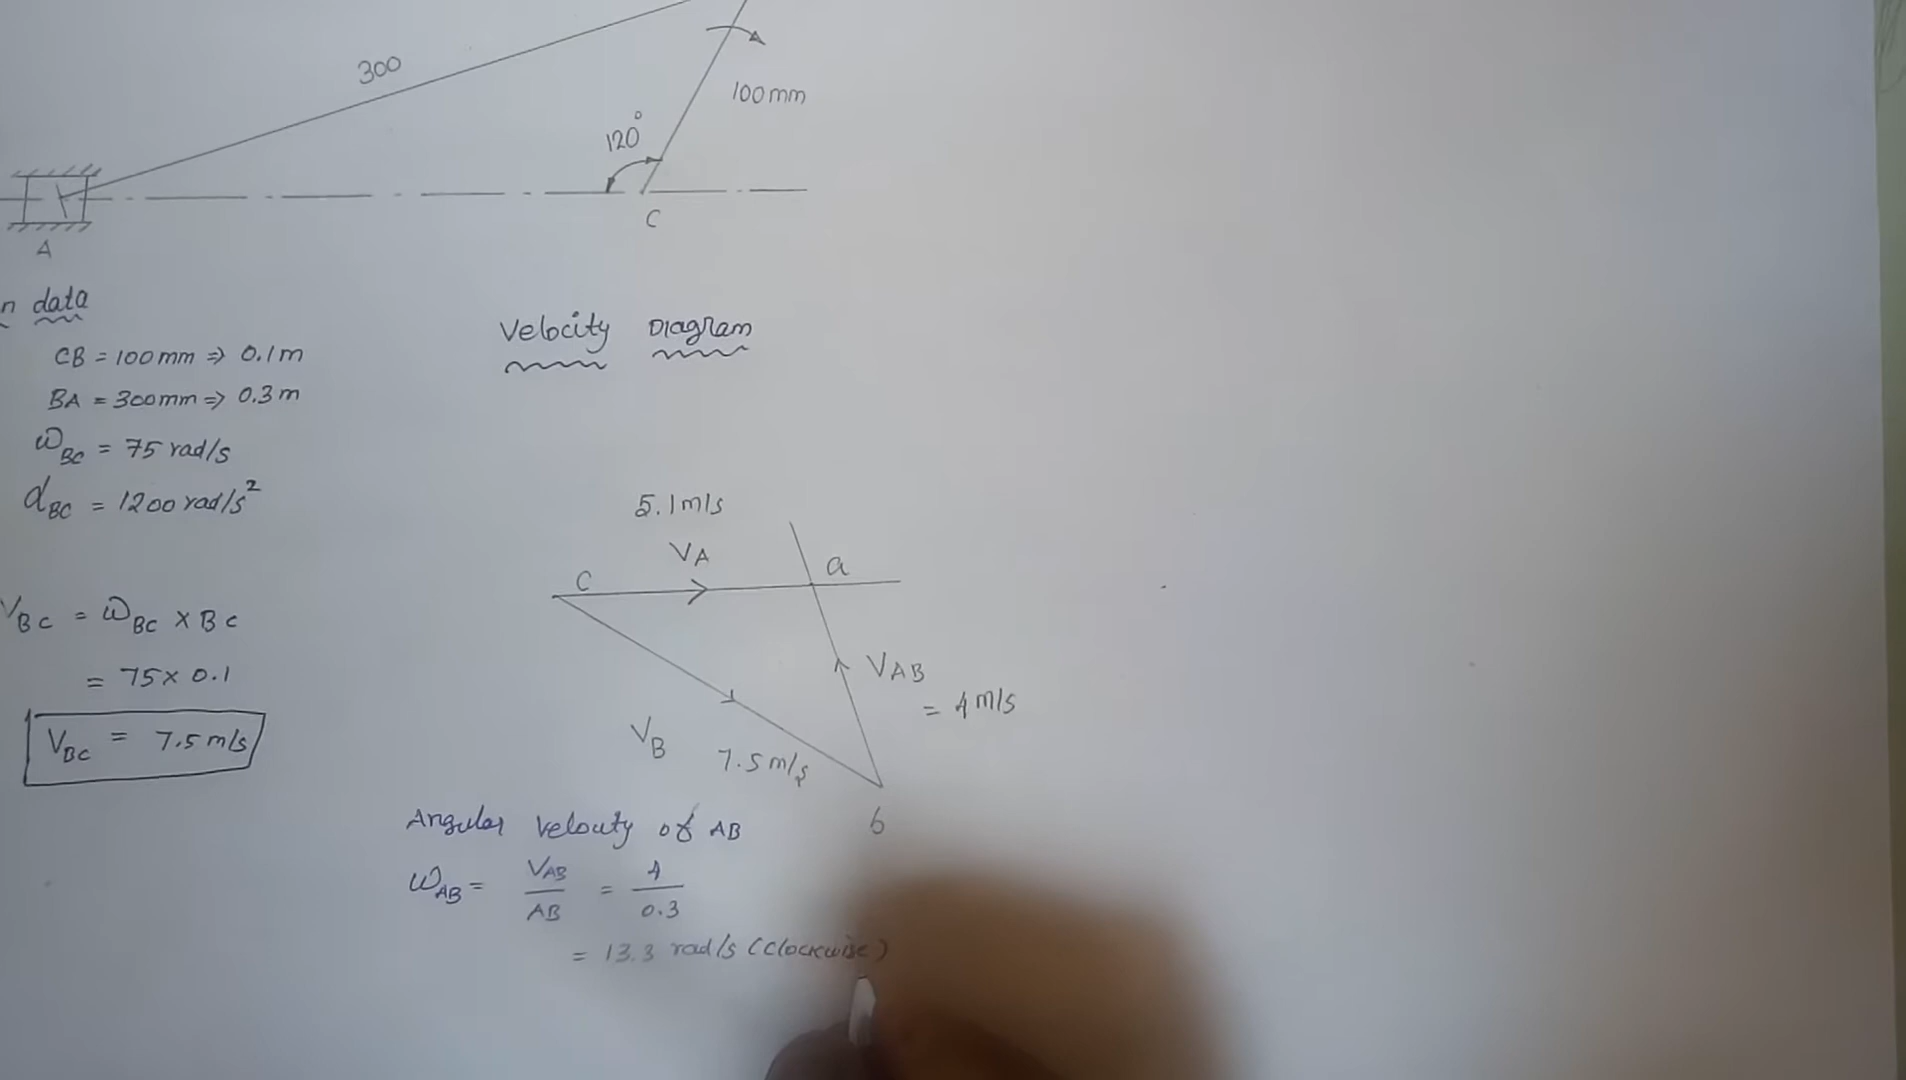 300
100mm
120°
C
A
n data
CB = 100mm => 0.1m
BA = 300mm => 0.3m
ωBC = 75 rad/s
αBC = 1200 rad/s²
VBC = ωBC × BC
= 75 × 0.1
VBC = 7.5 m/s
Velocity Diagram
5.1m/s
VA
C
a
VAB
= 4 m/s
VB
7.5 m/s
b
Angular velouty of AB
ωAB = VAB / AB = 4 / 0.3
= 13.3 rad/s (Clockwise)